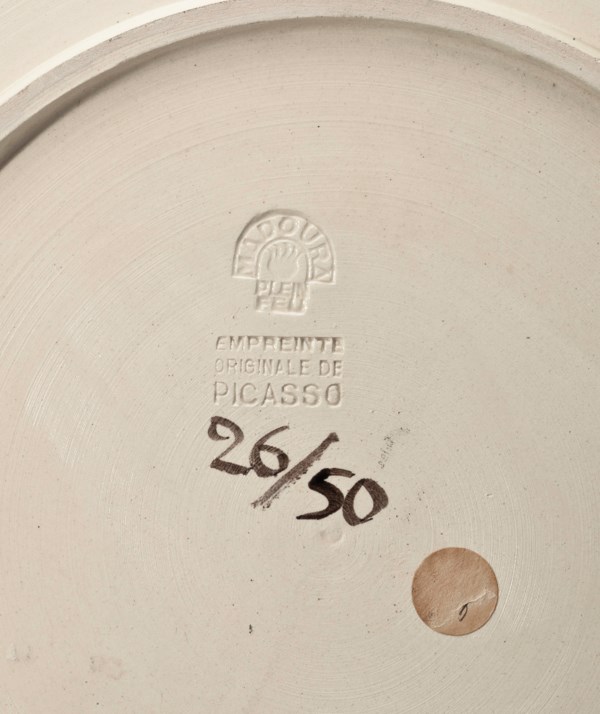 MADOURA
PLEIN
FEU
EMPREINTE
ORIGINALE DE
PICASSO
26/50